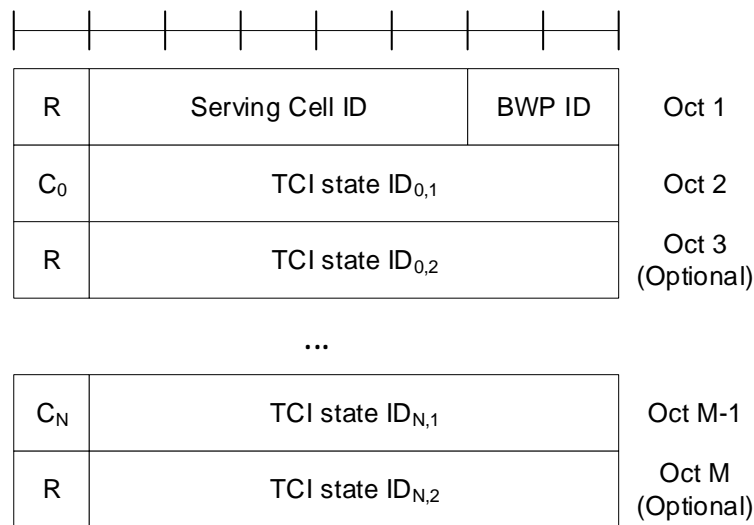 R Serving Cell ID BWP ID Oct 1
C0 TCI state ID0,1 Oct 2
R TCI state ID0,2 Oct 3
(Optional)
...
CN TCI state IDN,1 Oct M-1
R TCI state IDN,2 Oct M
(Optional)